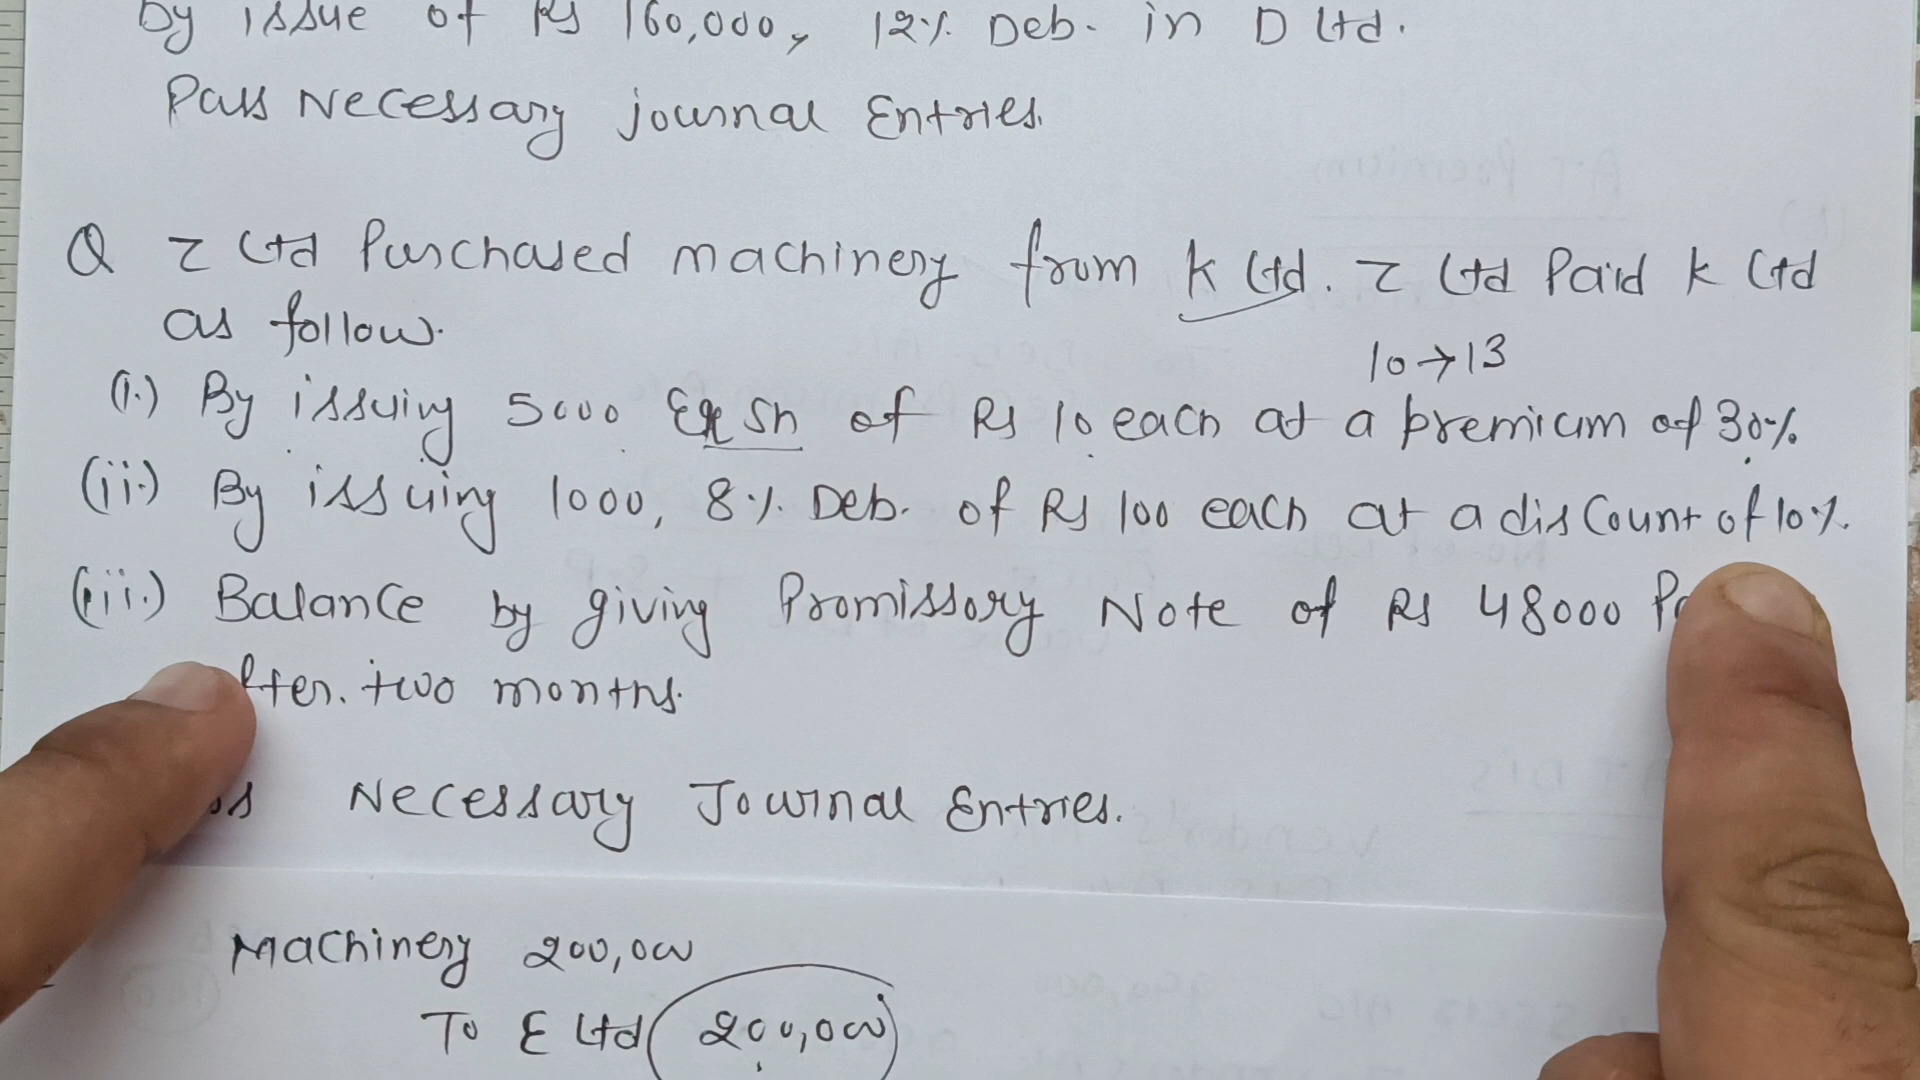 By issue of Rs 160,000, 12% Deb. in D Ltd.
Pass Necessary journal Entries.
Q Z Ltd Purchased machinery from K Ltd. Z Ltd Paid K Ltd
as follow.
10→13
(i.) By issuing 5000 Eq Sh of Rs 10 each at a premium of 30%
(ii.) By issuing 1000, 8% Deb. of Rs 100 each at a discount of 10%.
(iii.) Balance by giving Promissory Note of Rs 48000
two months.
Necessary Journal Entries.
Machinery 200,000
To E Ltd 200,000